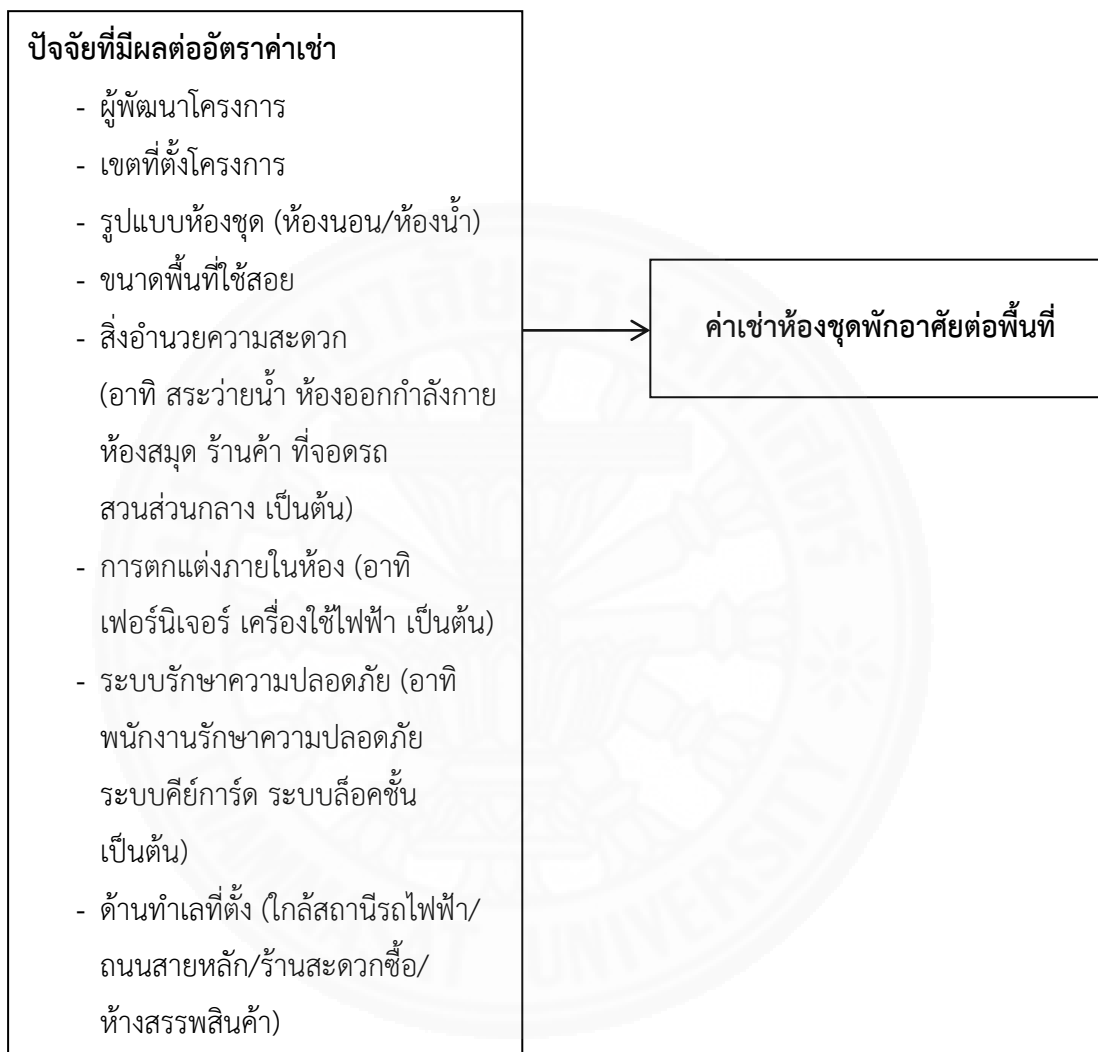 ปัจจัยที่มีผลต่ออัตราค่าเช่า
- ผู้พัฒนาโครงการ
- เขตที่ตั้งโครงการ
- รูปแบบห้องชุด (ห้องนอน/ห้องน้ำ)
- ขนาดพื้นที่ใช้สอย
- สิ่งอำนวยความสะดวก
(อาทิ สระว่ายน้ำ ห้องออกกำลังกาย
ห้องสมุด ร้านค้า ที่จอดรถ
สวนส่วนกลาง เป็นต้น)
- การตกแต่งภายในห้อง (อาทิ
เฟอร์นิเจอร์ เครื่องใช้ไฟฟ้า เป็นต้น)
- ระบบรักษาความปลอดภัย (อาทิ
พนักงานรักษาความปลอดภัย
ระบบคีย์การ์ด ระบบล็อคชั้น
เป็นต้น)
- ด้านทำเลที่ตั้ง (ใกล้สถานีรถไฟฟ้า/
ถนนสายหลัก/ร้านสะดวกซื้อ/
ห้างสรรพสินค้า)
ค่าเช่าห้องชุดพักอาศัยต่อพื้นที่